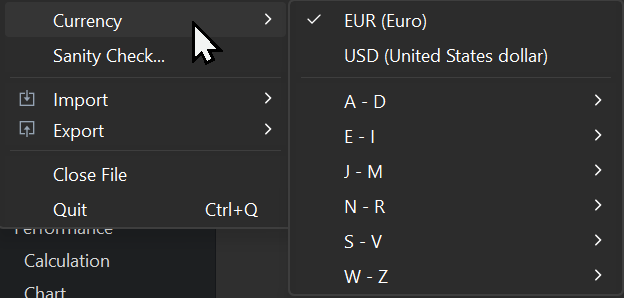 Currency
Sanity Check...
Import
Export
Close File
Quit Ctrl+Q
Performance
Calculation
Chart
EUR (Euro)
USD (United States dollar)
A - D
E - I
J - M
N - R
S - V
W - Z